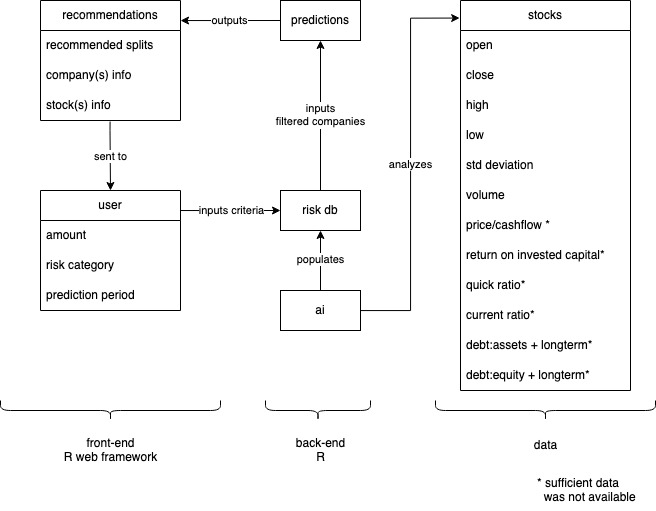 recommendations
recommended splits
company(s) info
stock(s) info
outputs
predictions
sent to
inputs
filtered companies
user
amount
risk category
prediction period
inputs criteria
risk db
populates
ai
analyzes
stocks
open
close
high
low
std deviation
volume
price/cashflow *
return on invested capital*
quick ratio*
current ratio*
debt:assets + longterm*
debt:equity + longterm*
front-end
R web framework
back-end
R
data
* sufficient data
was not available